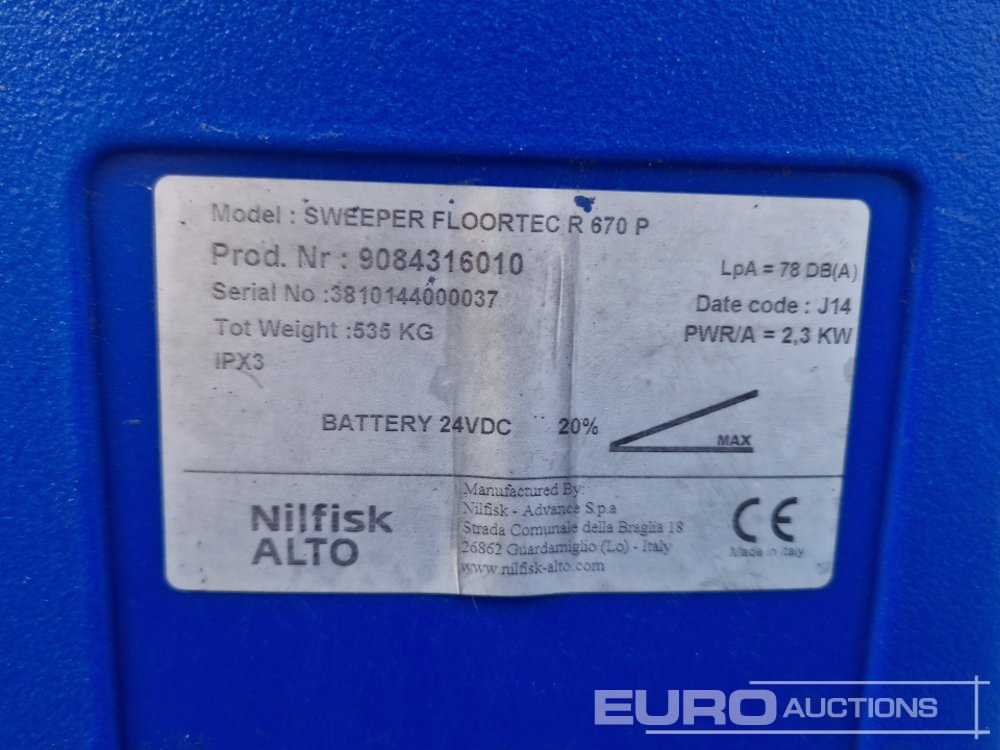 Model : SWEEPER FLOORTEC R 670 P
Prod. Nr : 9084316010
Serial No :3810144000037
Tot Weight :535 KG
IPX3
LpA = 78 DB(A)
Date code : J14
PWR/A = 2,3 KW
BATTERY 24VDC 20%
MAX
Nilfisk
ALTO
Manufactured By:
Nilfisk - Advance S.p.a
Strada Comunale della Braglia 18
26862 Guardamiglio (Lo) - Italy
www.nilfisk-alto.com
CE
Made in Italy
EURO AUCTIONS